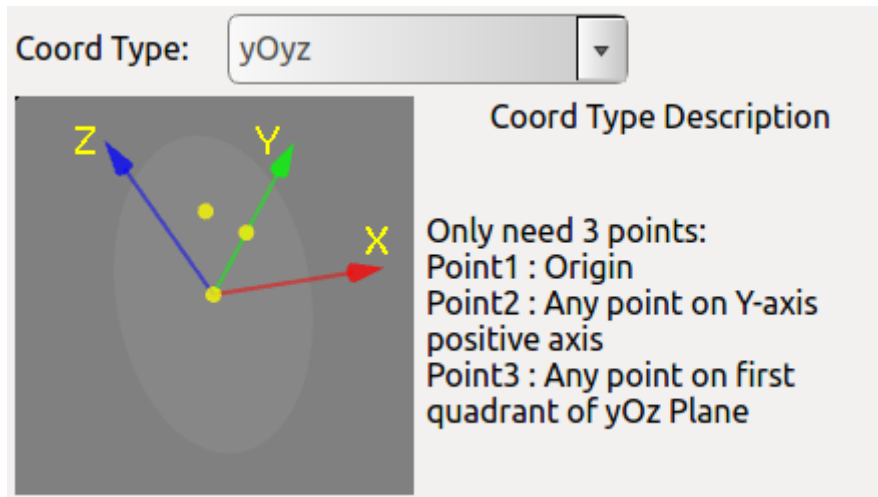 Coord Type:
yOyz
Coord Type Description
Z
Y
X
Only need 3 points:
Point1 : Origin
Point2 : Any point on Y-axis
positive axis
Point3 : Any point on first
quadrant of yOz Plane